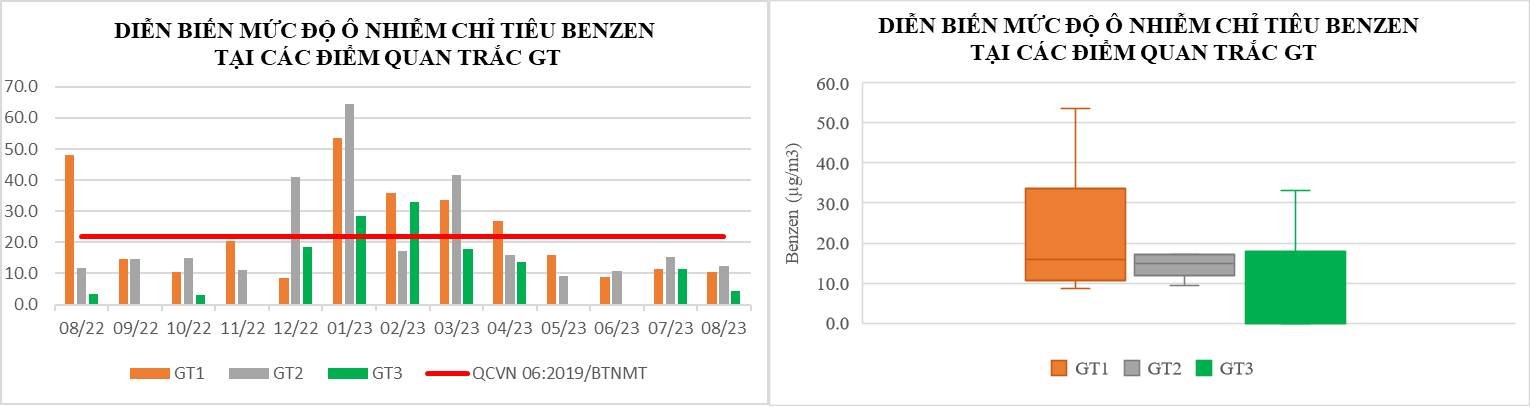 DIỄN BIẾN MỨC ĐỘ Ô NHIỄM CHỈ TIÊU BENZEN
TẠI CÁC ĐIỂM QUAN TRẮC GT
70.0
60.0
50.0
40.0
30.0
20.0
10.0
0.0
08/22 09/22 10/22 11/22 12/22 01/23 02/23 03/23 04/23 05/23 06/23 07/23 08/23
GT1 GT2 GT3 QCVN 06:2019/BTNMT
DIỄN BIẾN MỨC ĐỘ Ô NHIỄM CHỈ TIÊU BENZEN
TẠI CÁC ĐIỂM QUAN TRẮC GT
Benzen (µg/m3)
60.0
50.0
40.0
30.0
20.0
10.0
0.0
GT1 GT2 GT3